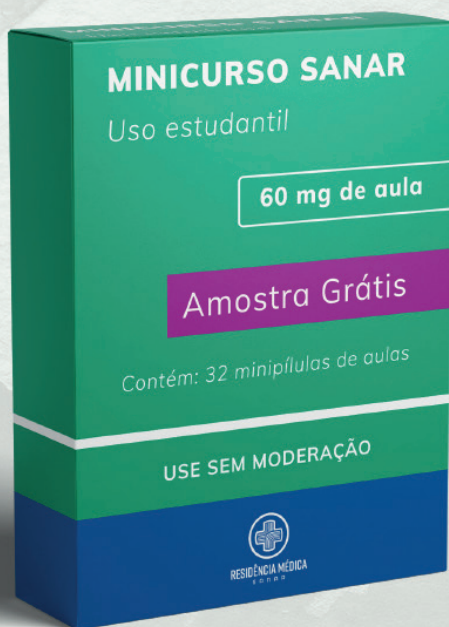 MINICURSO SANAR
Uso estudantil
60 mg de aula
Amostra Grátis
Contém: 32 minipílulas de aulas
USE SEM MODERAÇÃO
RESIDÊNCIA MÉDICA
SANAR